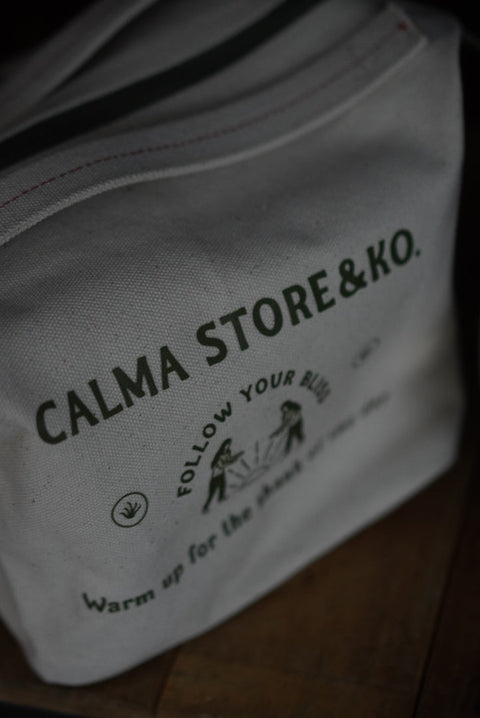 CALMA STORE & KO.
FOLLOW YOUR BLISS
Warm up for the